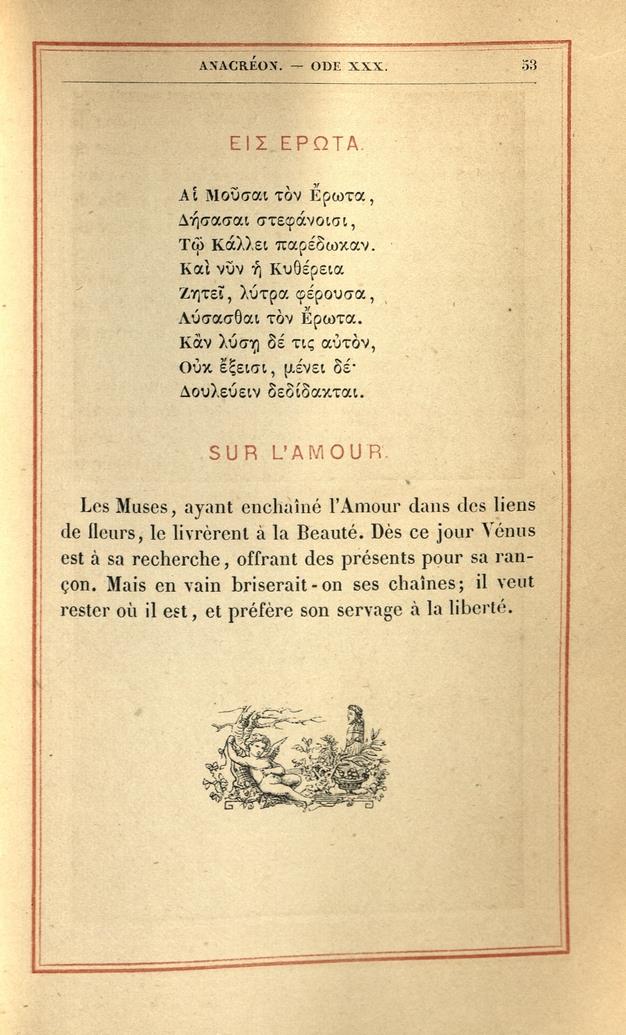 ANACRÉON. — ODE XXX. 53
ΕΙΣ ΕΡΩΤΑ.
Αἱ Μοῦσαι τὸν Ἔρωτα,
Δήσασαι στεφάνοισι,
Τῷ Κάλλει παρέδωκαν.
Καὶ νῦν ἡ Κυθέρεια
Ζητεῖ, λύτρα φέρουσα,
Λύσασθαι τὸν Ἔρωτα.
Κἂν λύσῃ δέ τις αὐτὸν,
Οὐκ ἔξεισι, μένει δέ·
Δουλεύειν δεδίδακται.
SUR L'AMOUR.
Les Muses, ayant enchaîné l'Amour dans des liens
de fleurs, le livrèrent à la Beauté. Dès ce jour Vénus
est à sa recherche, offrant des présents pour sa ran-
çon. Mais en vain briserait-on ses chaînes; il veut
rester où il est, et préfère son servage à la liberté.